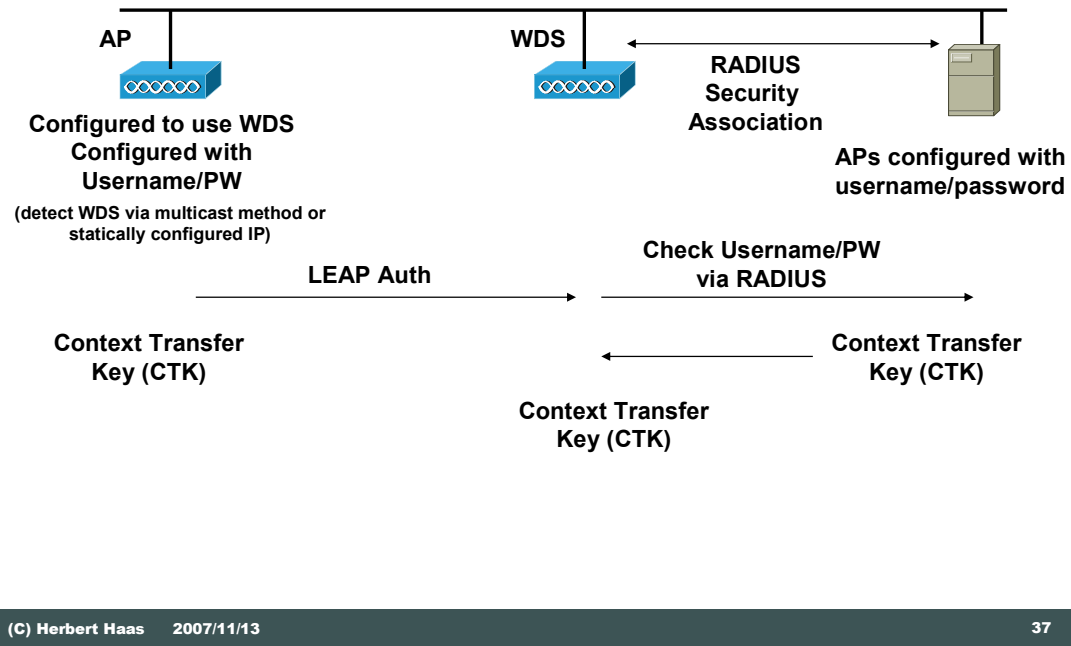 AP
WDS
RADIUS
Security
Association
Configured to use WDS
Configured with
Username/PW
(detect WDS via multicast method or
statically configured IP)
APs configured with
username/password
LEAP Auth
Check Username/PW
via RADIUS
Context Transfer
Key (CTK)
Context Transfer
Key (CTK)
Context Transfer
Key (CTK)
(C) Herbert Haas 2007/11/13
37